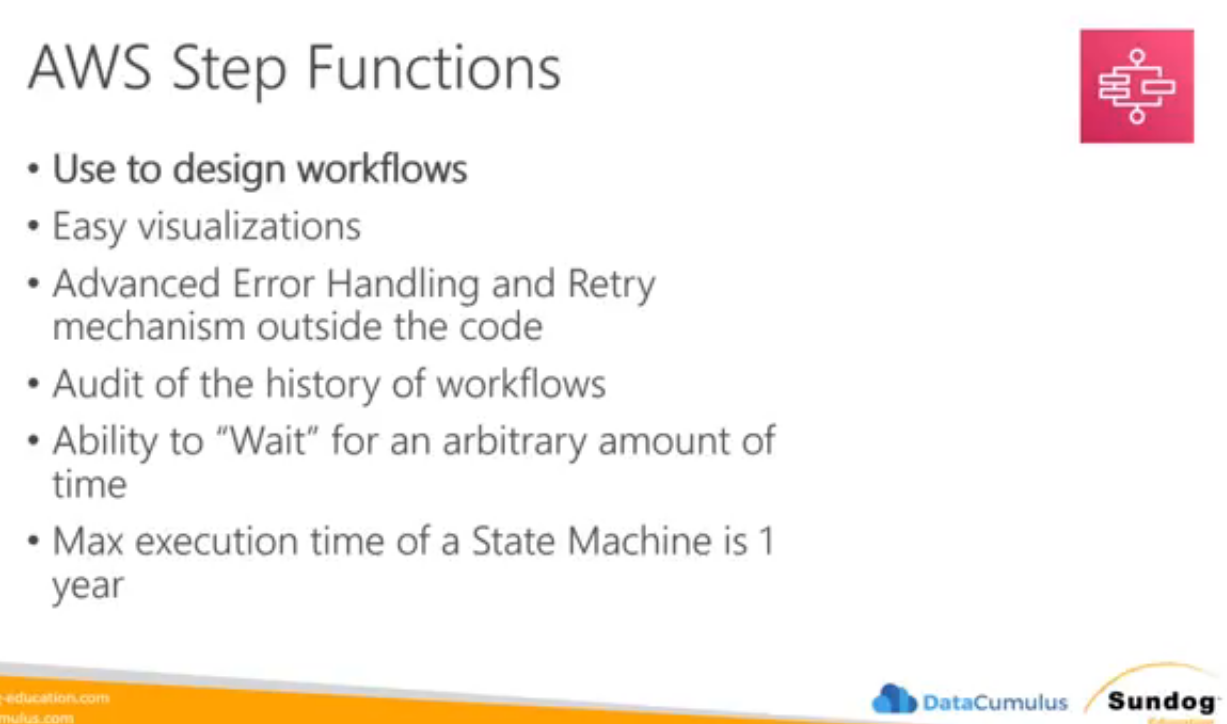 AWS Step Functions
• Use to design workflows
• Easy visualizations
• Advanced Error Handling and Retry
mechanism outside the code
• Audit of the history of workflows
• Ability to “Wait” for an arbitrary amount of
time
• Max execution time of a State Machine is 1
year
-education.com
mulus.com
DataCumulus
Sundog